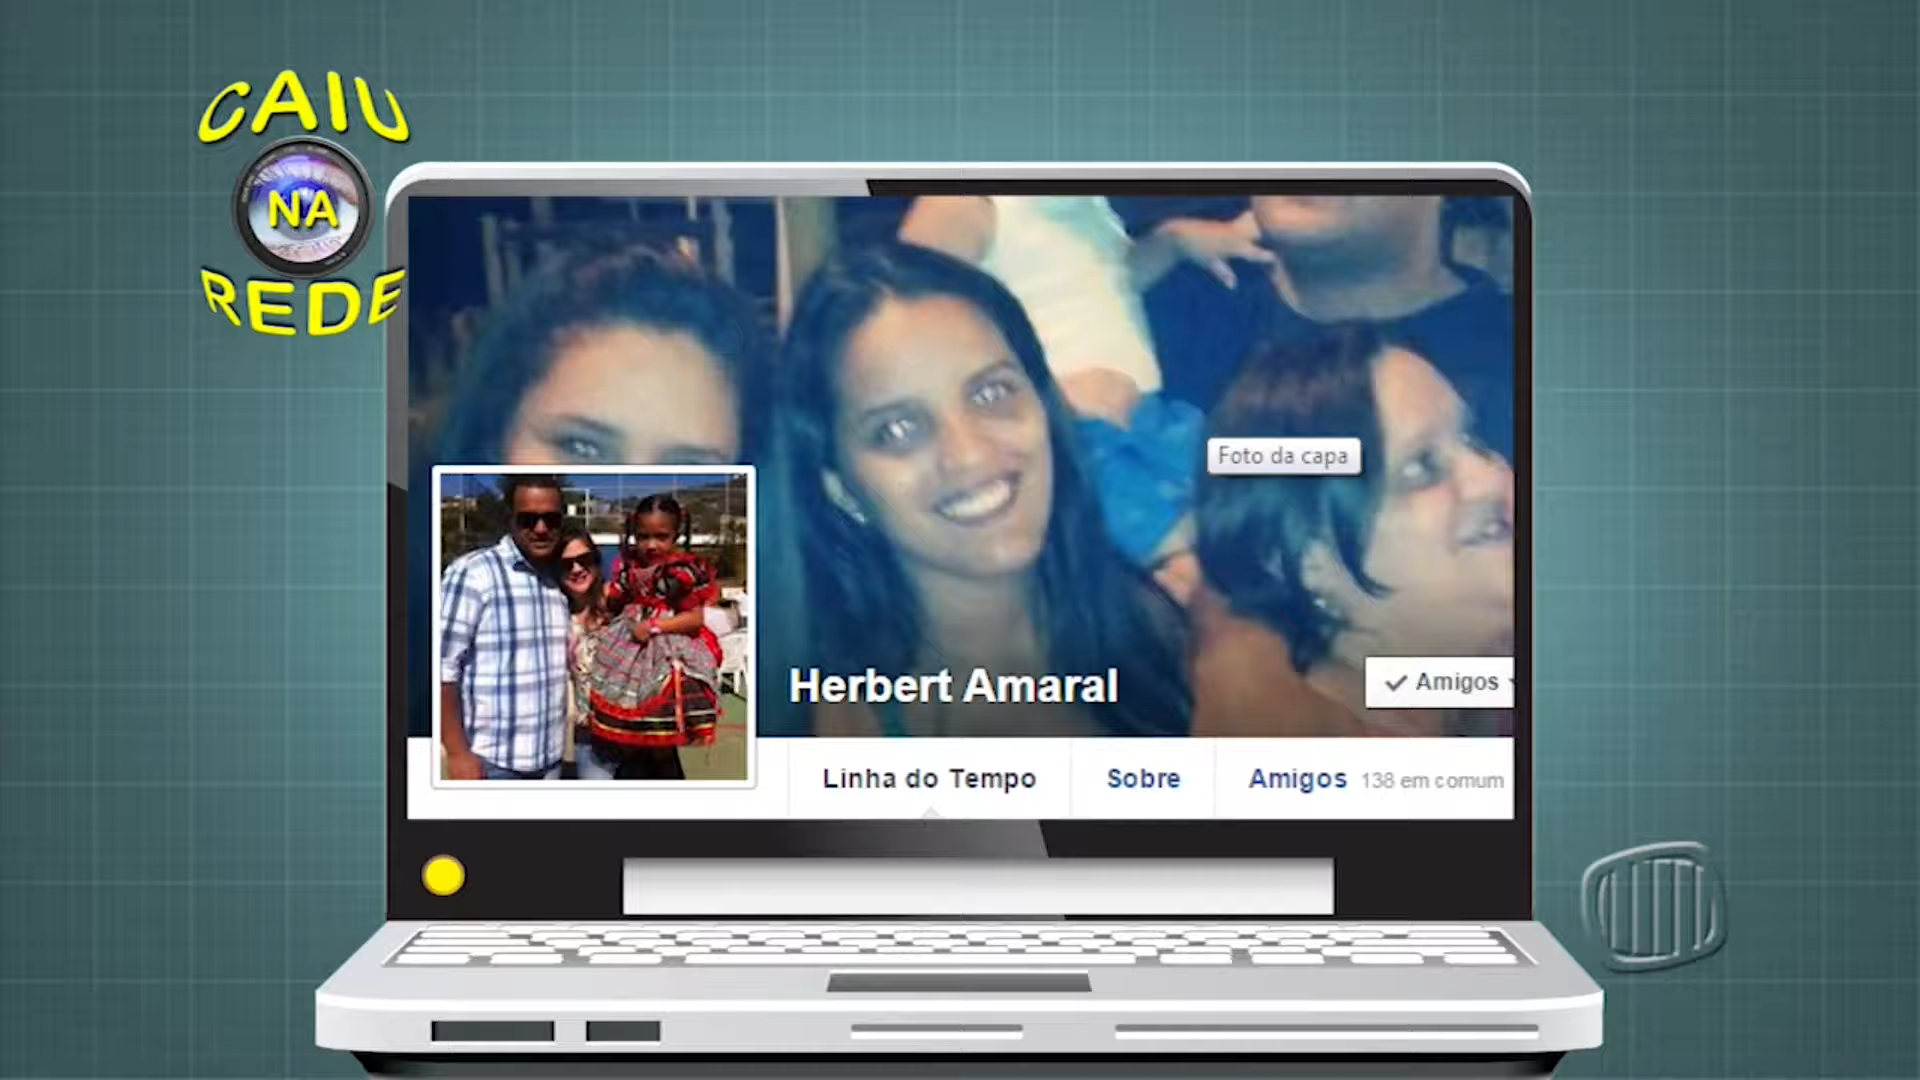 CAIU
NA
REDE
Foto da capa
Herbert Amaral
✓ Amigos
Linha do Tempo
Sobre
Amigos 138 em comum